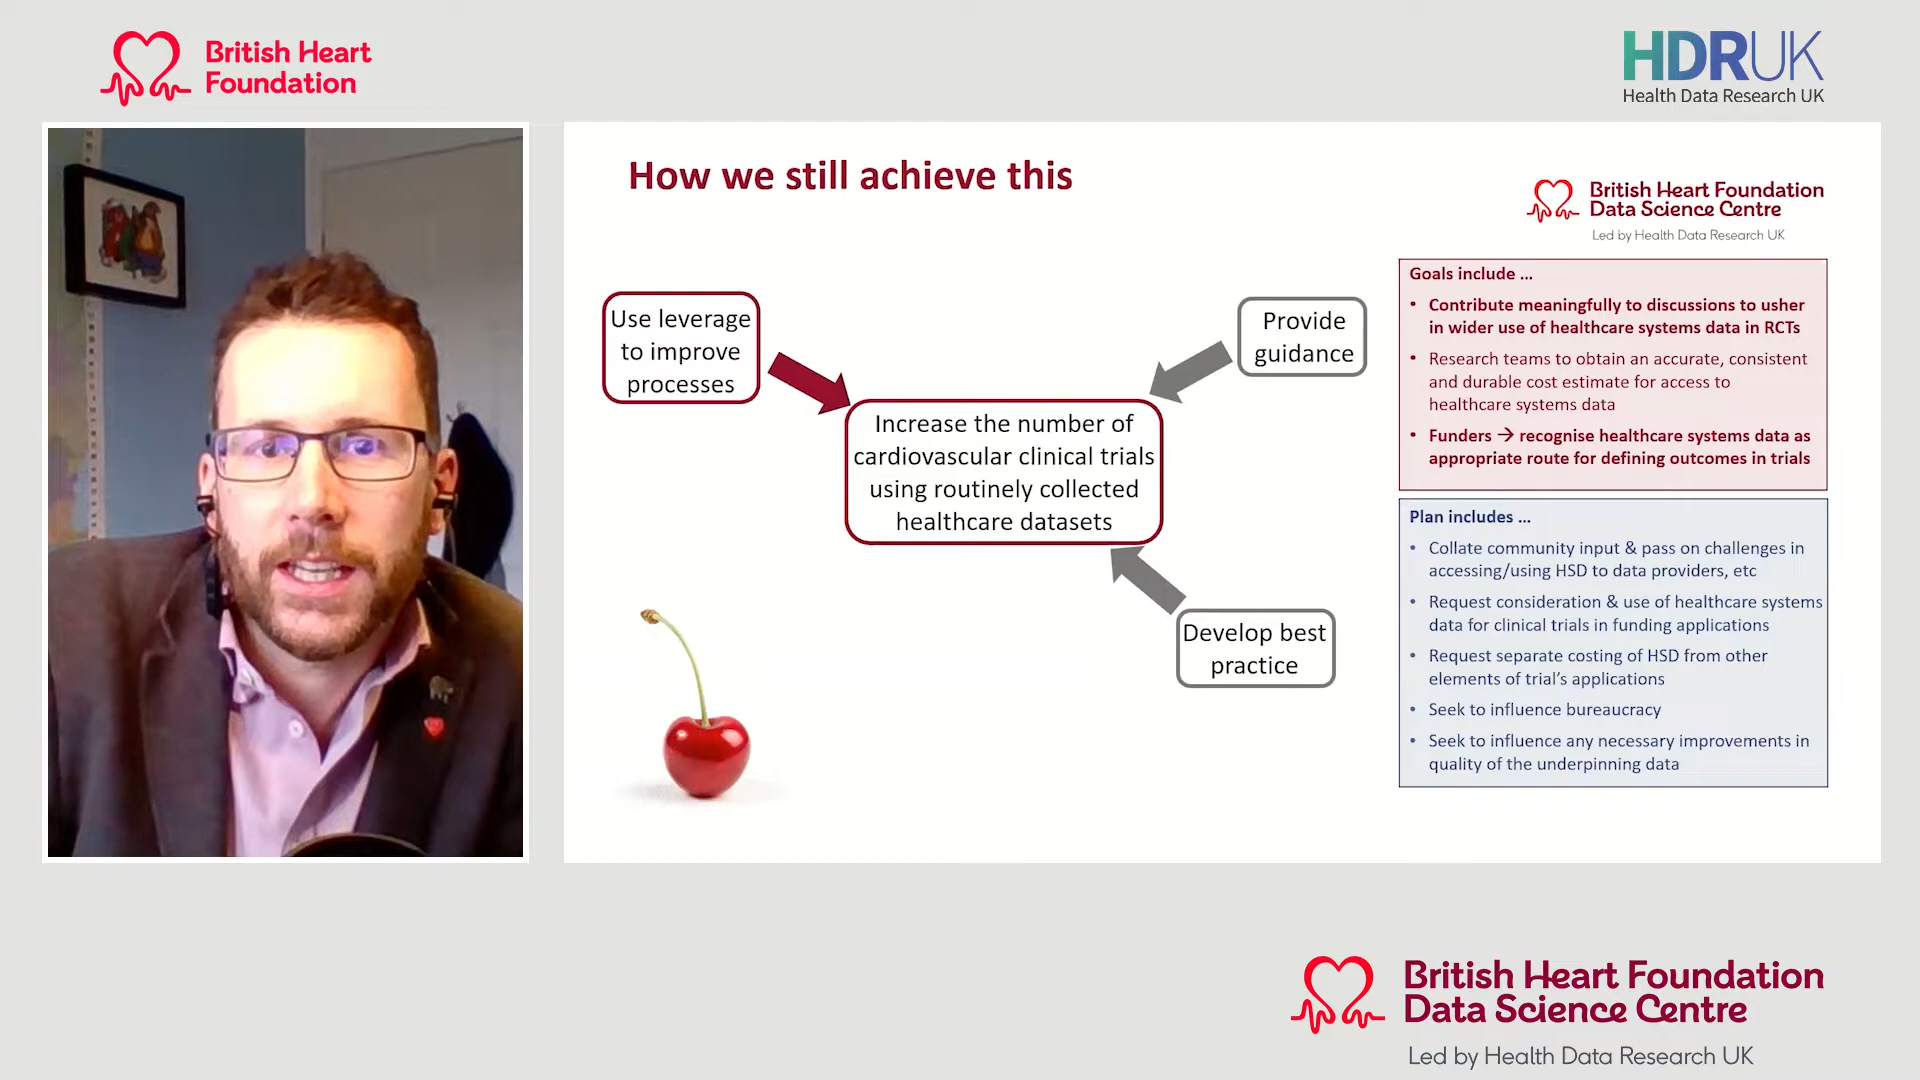 British Heart
Foundation
HDRUK
Health Data Research UK
How we still achieve this
British Heart Foundation
Data Science Centre
Led by Health Data Research UK
Use leverage
to improve
processes
Provide
guidance
Increase the number of
cardiovascular clinical trials
using routinely collected
healthcare datasets
Develop best
practice
Goals include ...
• Contribute meaningfully to discussions to usher
in wider use of healthcare systems data in RCTs
• Research teams to obtain an accurate, consistent
and durable cost estimate for access to
healthcare systems data
• Funders → recognise healthcare systems data as
appropriate route for defining outcomes in trials
Plan includes ...
• Collate community input & pass on challenges in
accessing/using HSD to data providers, etc
• Request consideration & use of healthcare systems
data for clinical trials in funding applications
• Request separate costing of HSD from other
elements of trial's applications
• Seek to influence bureaucracy
• Seek to influence any necessary improvements in
quality of the underpinning data
British Heart Foundation
Data Science Centre
Led by Health Data Research UK